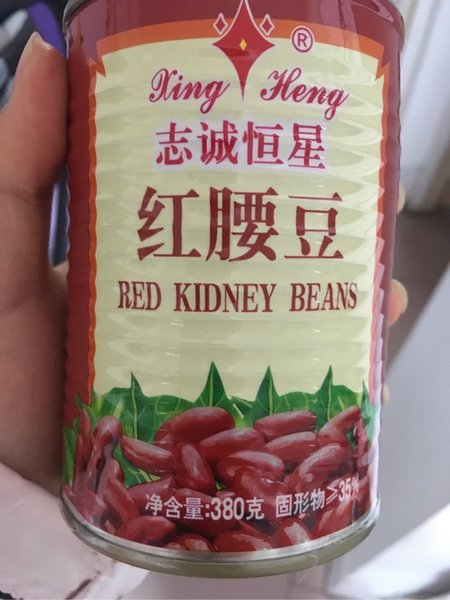 Xing Heng ®
志诚恒星
红腰豆
RED KIDNEY BEANS
净含量:380克 固形物≥35%